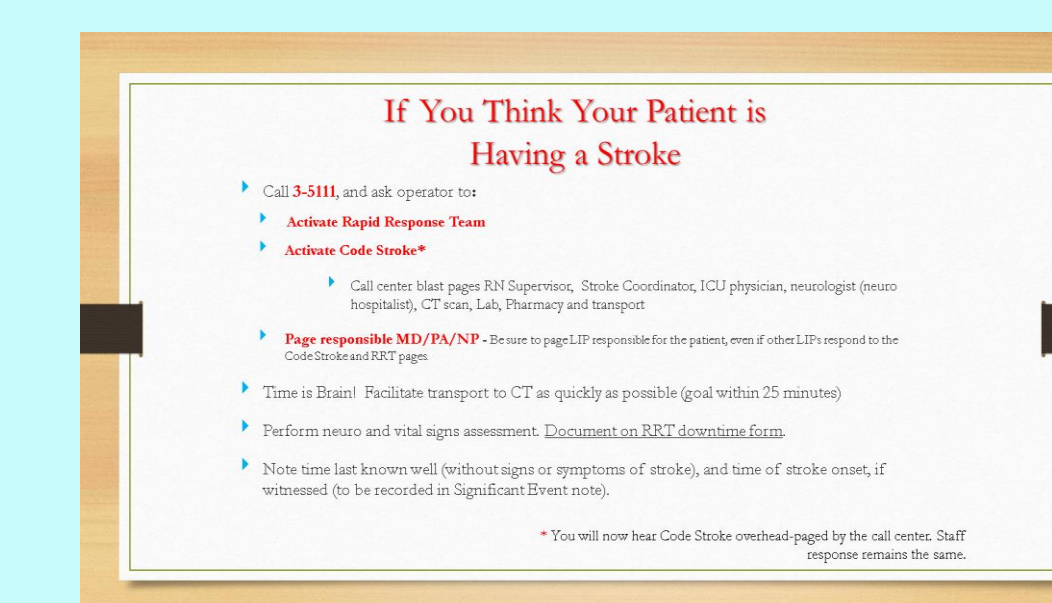 If You Think Your Patient is
Having a Stroke
Call 3-5111, and ask operator to:
Activate Rapid Response Team
Activate Code Stroke*
Call center blast pages RN Supervisor, Stroke Coordinator, ICU physician, neurologist (neuro
hospitalist), CT scan, Lab, Pharmacy and transport
Page responsible MD/PA/NP - Be sure to page LIP responsible for the patient, even if other LIPs respond to the
Code Stroke and RRT pages.
Time is Brain! Facilitate transport to CT as quickly as possible (goal within 25 minutes)
Perform neuro and vital signs assessment. Document on RRT downtime form.
Note time last known well (without signs or symptoms of stroke), and time of stroke onset, if
witnessed (to be recorded in Significant Event note).
* You will now hear Code Stroke overhead-paged by the call center. Staff
response remains the same.